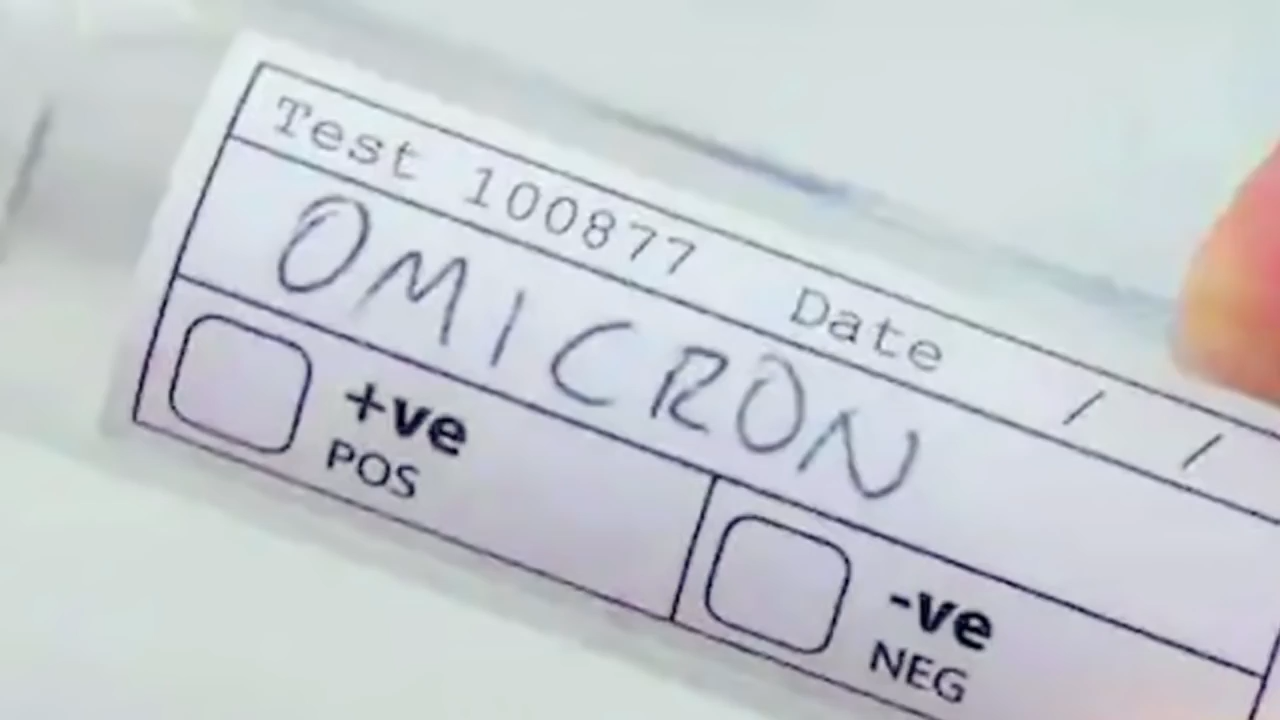 Test 100877 Date / /
OMICRON
+ve -ve
POS NEG